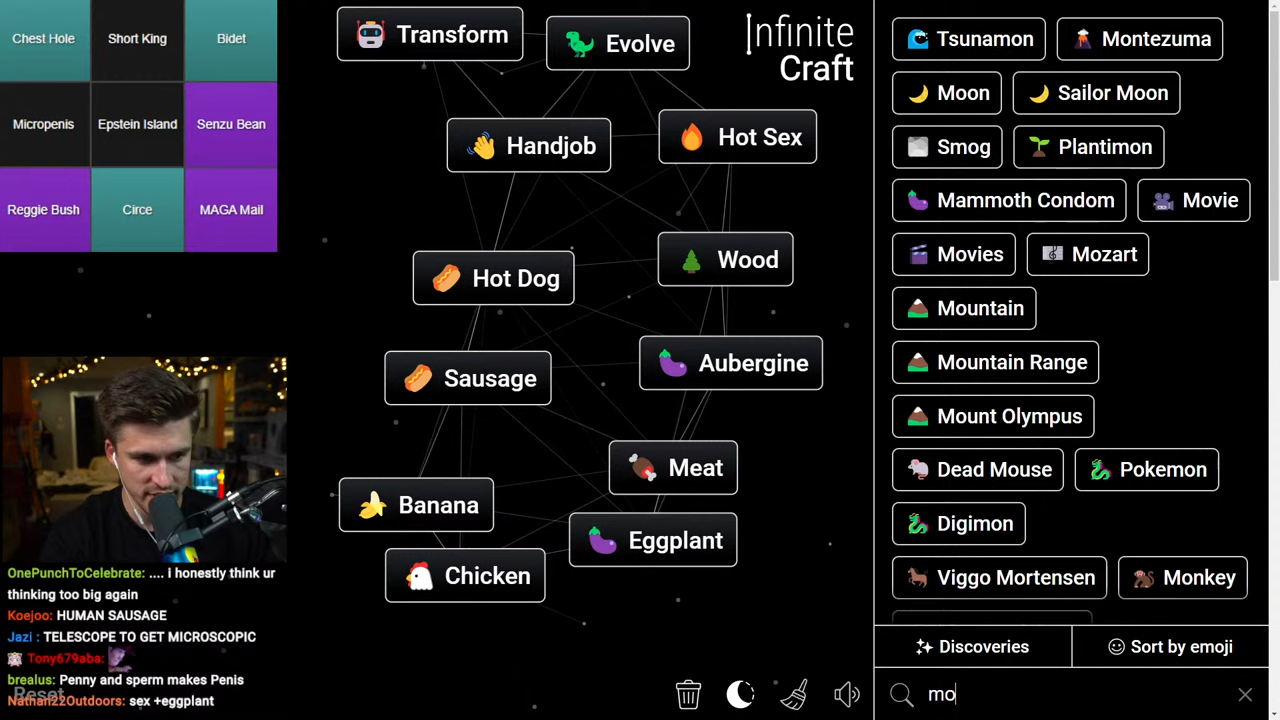 Chest Hole
Short King
Bidet
Micropenis
Epstein Island
Senzu Bean
Reggie Bush
Circe
MAGA Mail
OnePunchToCelebrate: .... i honestly think ur
thinking too big again
Koejoo: HUMAN SAUSAGE
Jazi : TELESCOPE TO GET MICROSCOPIC
Tony679aba:
brealus: Penny and sperm makes Penis
Nathan22Outdoors: sex +eggplant
Reset
Transform
Evolve
Infinite
Craft
Handjob
Hot Sex
Hot Dog
Wood
Sausage
Aubergine
Meat
Banana
Eggplant
Chicken
Tsunamon
Montezuma
Moon
Sailor Moon
Smog
Plantimon
Mammoth Condom
Movie
Movies
Mozart
Mountain
Mountain Range
Mount Olympus
Dead Mouse
Pokemon
Digimon
Viggo Mortensen
Monkey
Discoveries
Sort by emoji
mo